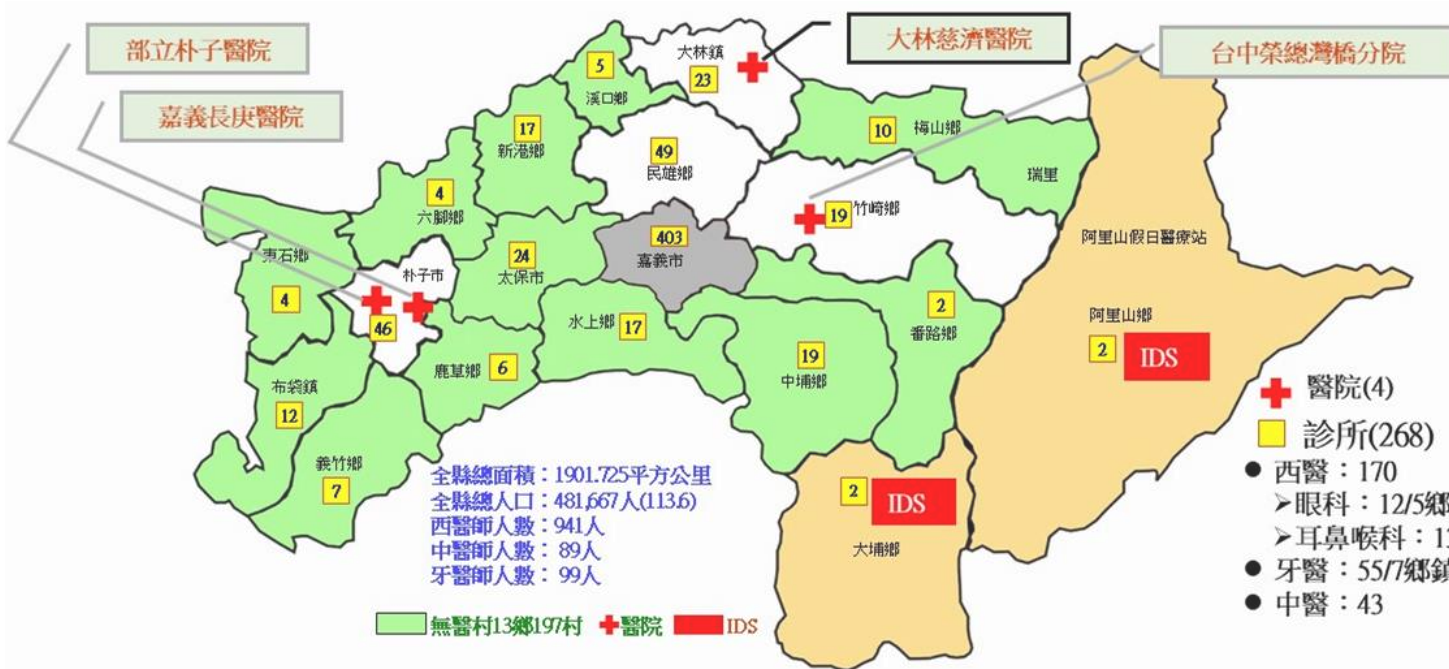 部立朴子醫院
嘉義長庚醫院
大林慈濟醫院
台中榮總灣橋分院
大林鎮
23
5
溪口鄉
17
新港鄉
49
民雄鄉
10
梅山鄉
瑞里
4
六腳鄉
19
竹崎鄉
阿里山假日醫療站
403
嘉義市
24
太保市
朴子市
46
東石鄉
4
水上鄉
17
2
番路鄉
阿里山鄉
2
IDS
19
中埔鄉
鹿草鄉
6
布袋鎮
12
義竹鄉
7
2
IDS
大埔鄉
全縣總面積：1901.725平方公里
全縣總人口：481,667人(113.6)
西醫師人數：941人
中醫師人數： 89人
牙醫師人數： 99人
無醫村13鄉197村 醫院 IDS
醫院(4)
診所(268)
● 西醫：170
➢眼科：12/5鄉
➢耳鼻喉科：
● 牙醫：55/7鄉鎮
● 中醫：43